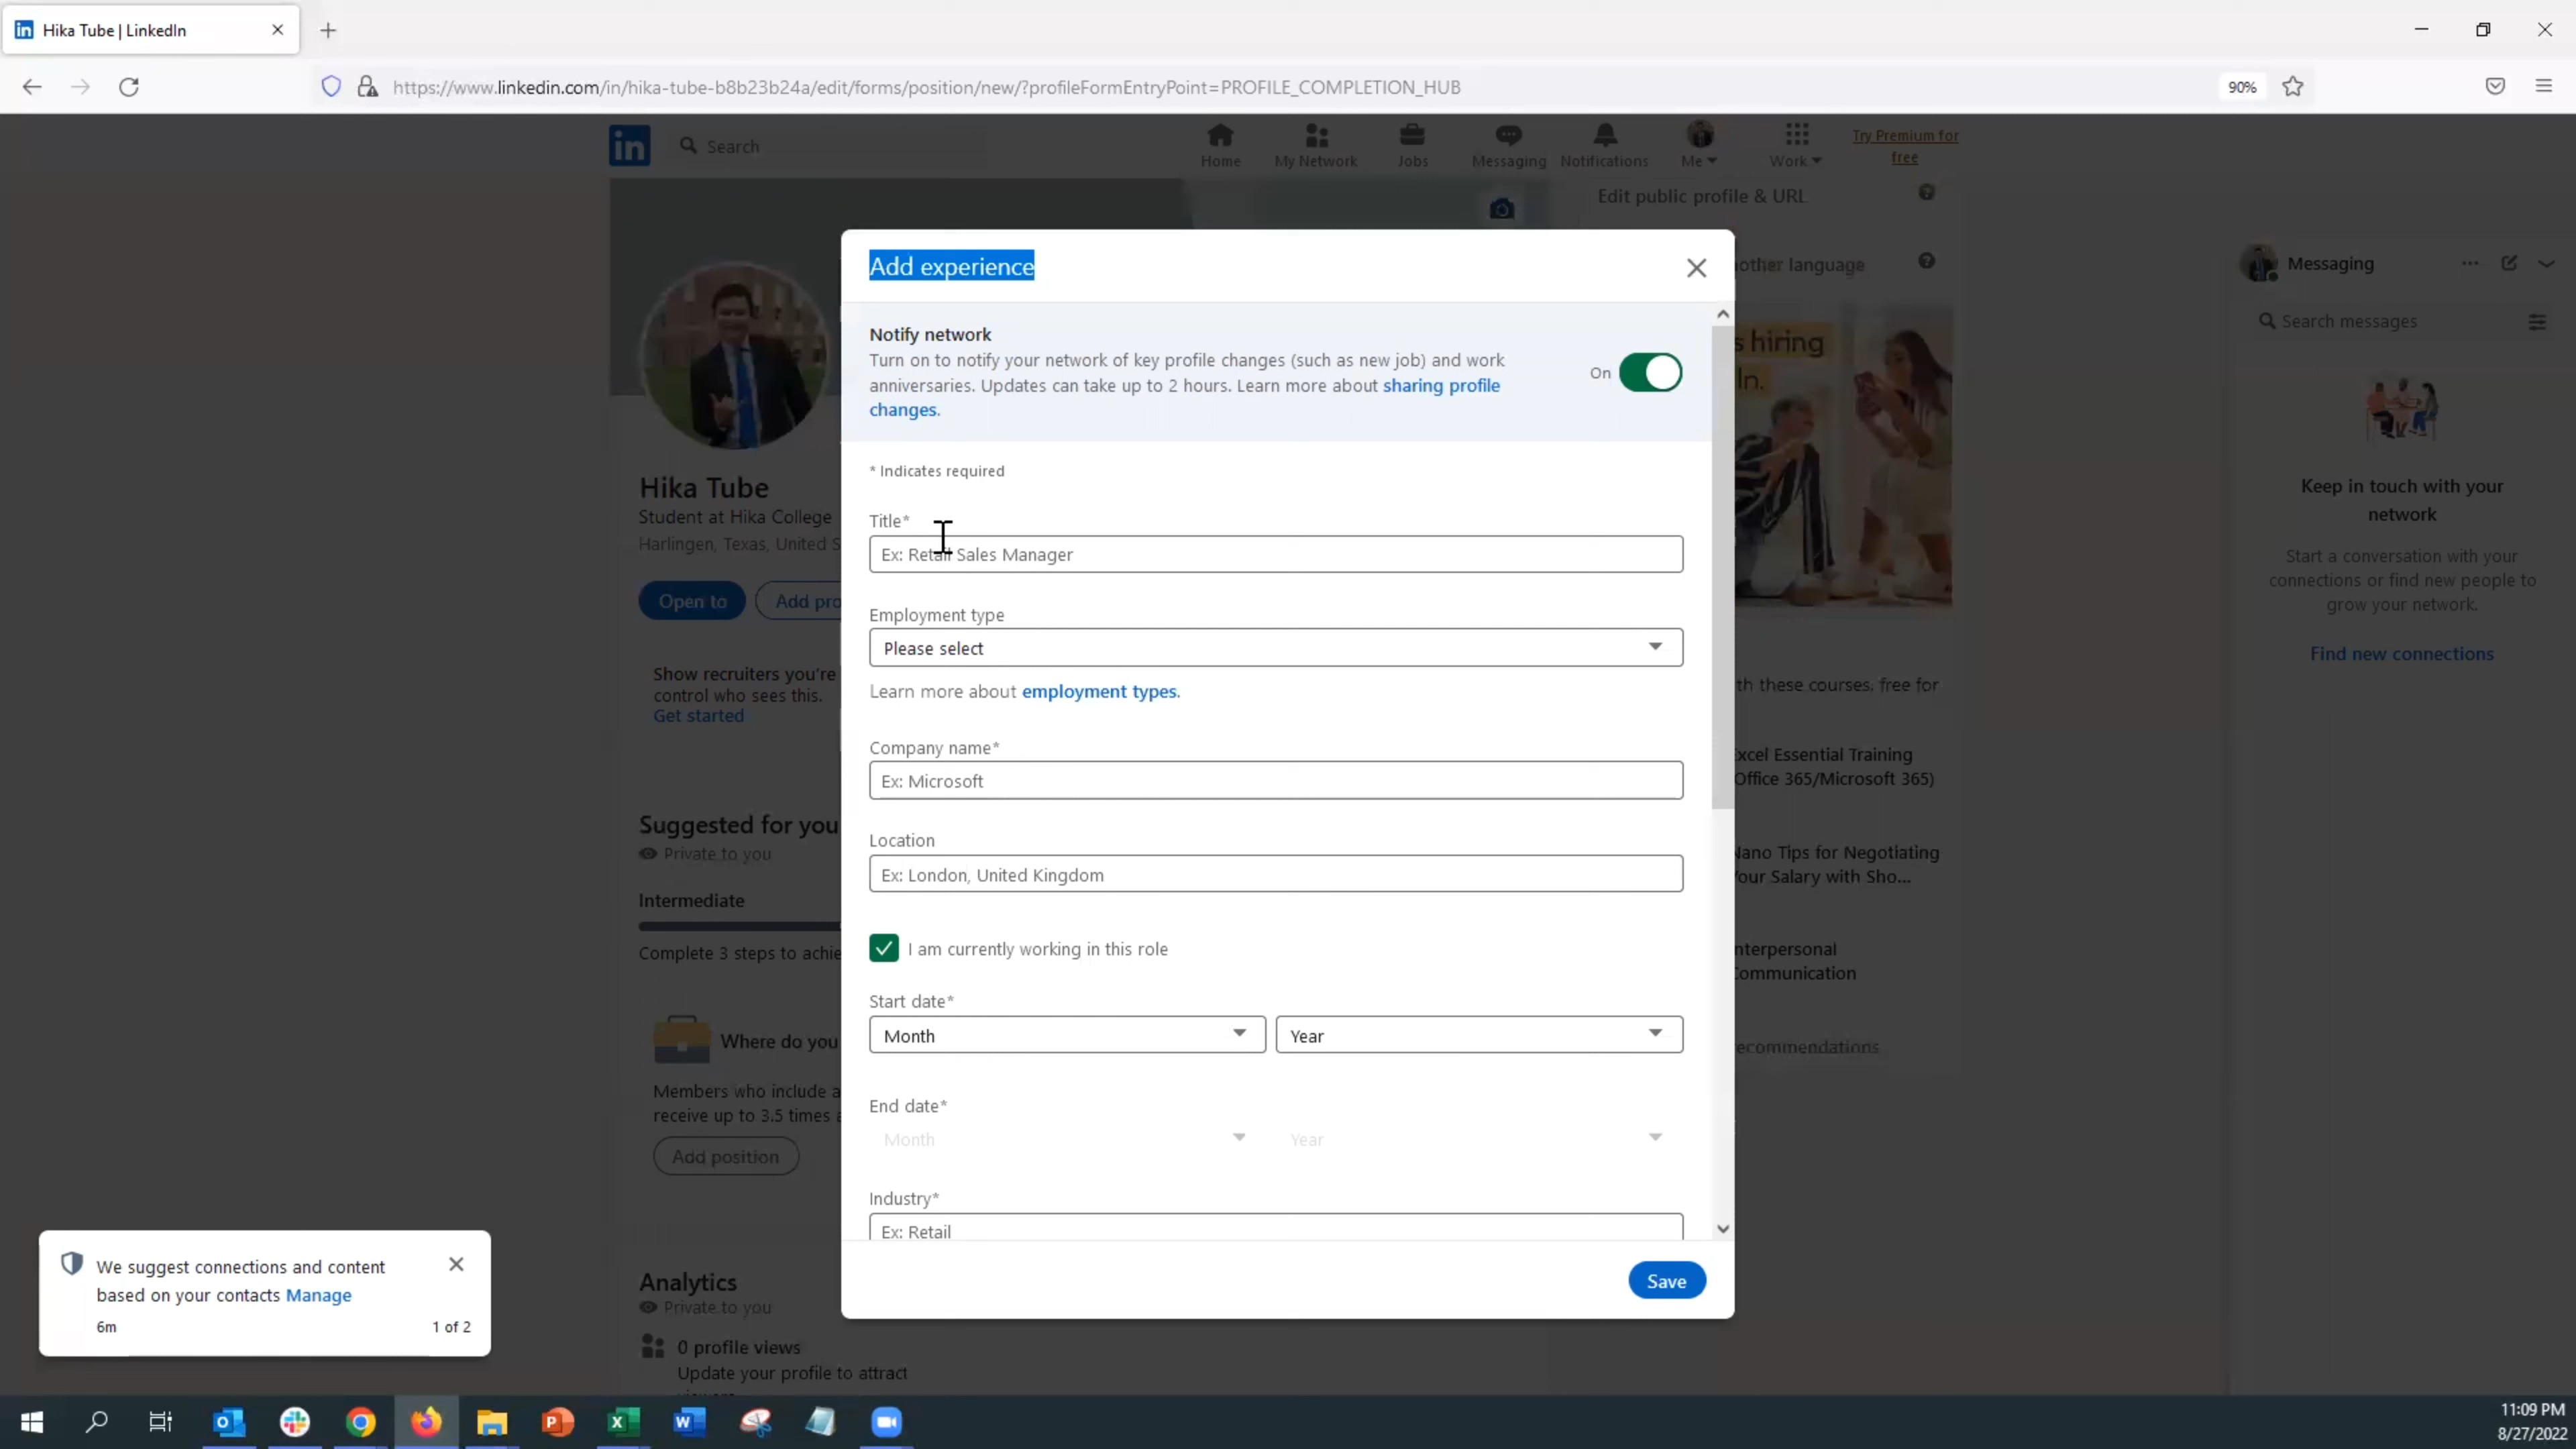 Hika Tube | LinkedIn
https://www.linkedin.com/in/hika-tube-b8b23b24a/edit/forms/position/new/?profileFormEntryPoint=PROFILE_COMPLETION_HUB
90%
in
Search
Home
My Network
Jobs
Messaging
Notifications
Me
Work
Try Premium for
free
Edit public profile & URL
other language
s hiring
In.
Hika Tube
Student at Hika College
Harlingen, Texas, United S
Open to
Add pro
Show recruiters you're
control who sees this.
Get started
Suggested for you
Private to you
Intermediate
Complete 3 steps to achie
Where do you
Members who include a
receive up to 3.5 times a
Add position
Analytics
Private to you
0 profile views
Update your profile to attract
Add experience
Notify network
Turn on to notify your network of key profile changes (such as new job) and work
anniversaries. Updates can take up to 2 hours. Learn more about sharing profile
changes.
On
* Indicates required
Title*
Ex: Retail Sales Manager
Employment type
Please select
Learn more about employment types.
Company name*
Ex: Microsoft
Location
Ex: London, United Kingdom
I am currently working in this role
Start date*
Month
Year
End date*
Month
Year
Industry*
Ex: Retail
Save
th these courses, free for
Excel Essential Training
Office 365/Microsoft 365)
Nano Tips for Negotiating
Your Salary with Sho...
nterpersonal
Communication
ecommendations
Messaging
Search messages
Keep in touch with your
network
Start a conversation with your
connections or find new people to
grow your network.
Find new connections
We suggest connections and content
based on your contacts Manage
6m
1 of 2
11:09 PM
8/27/2022